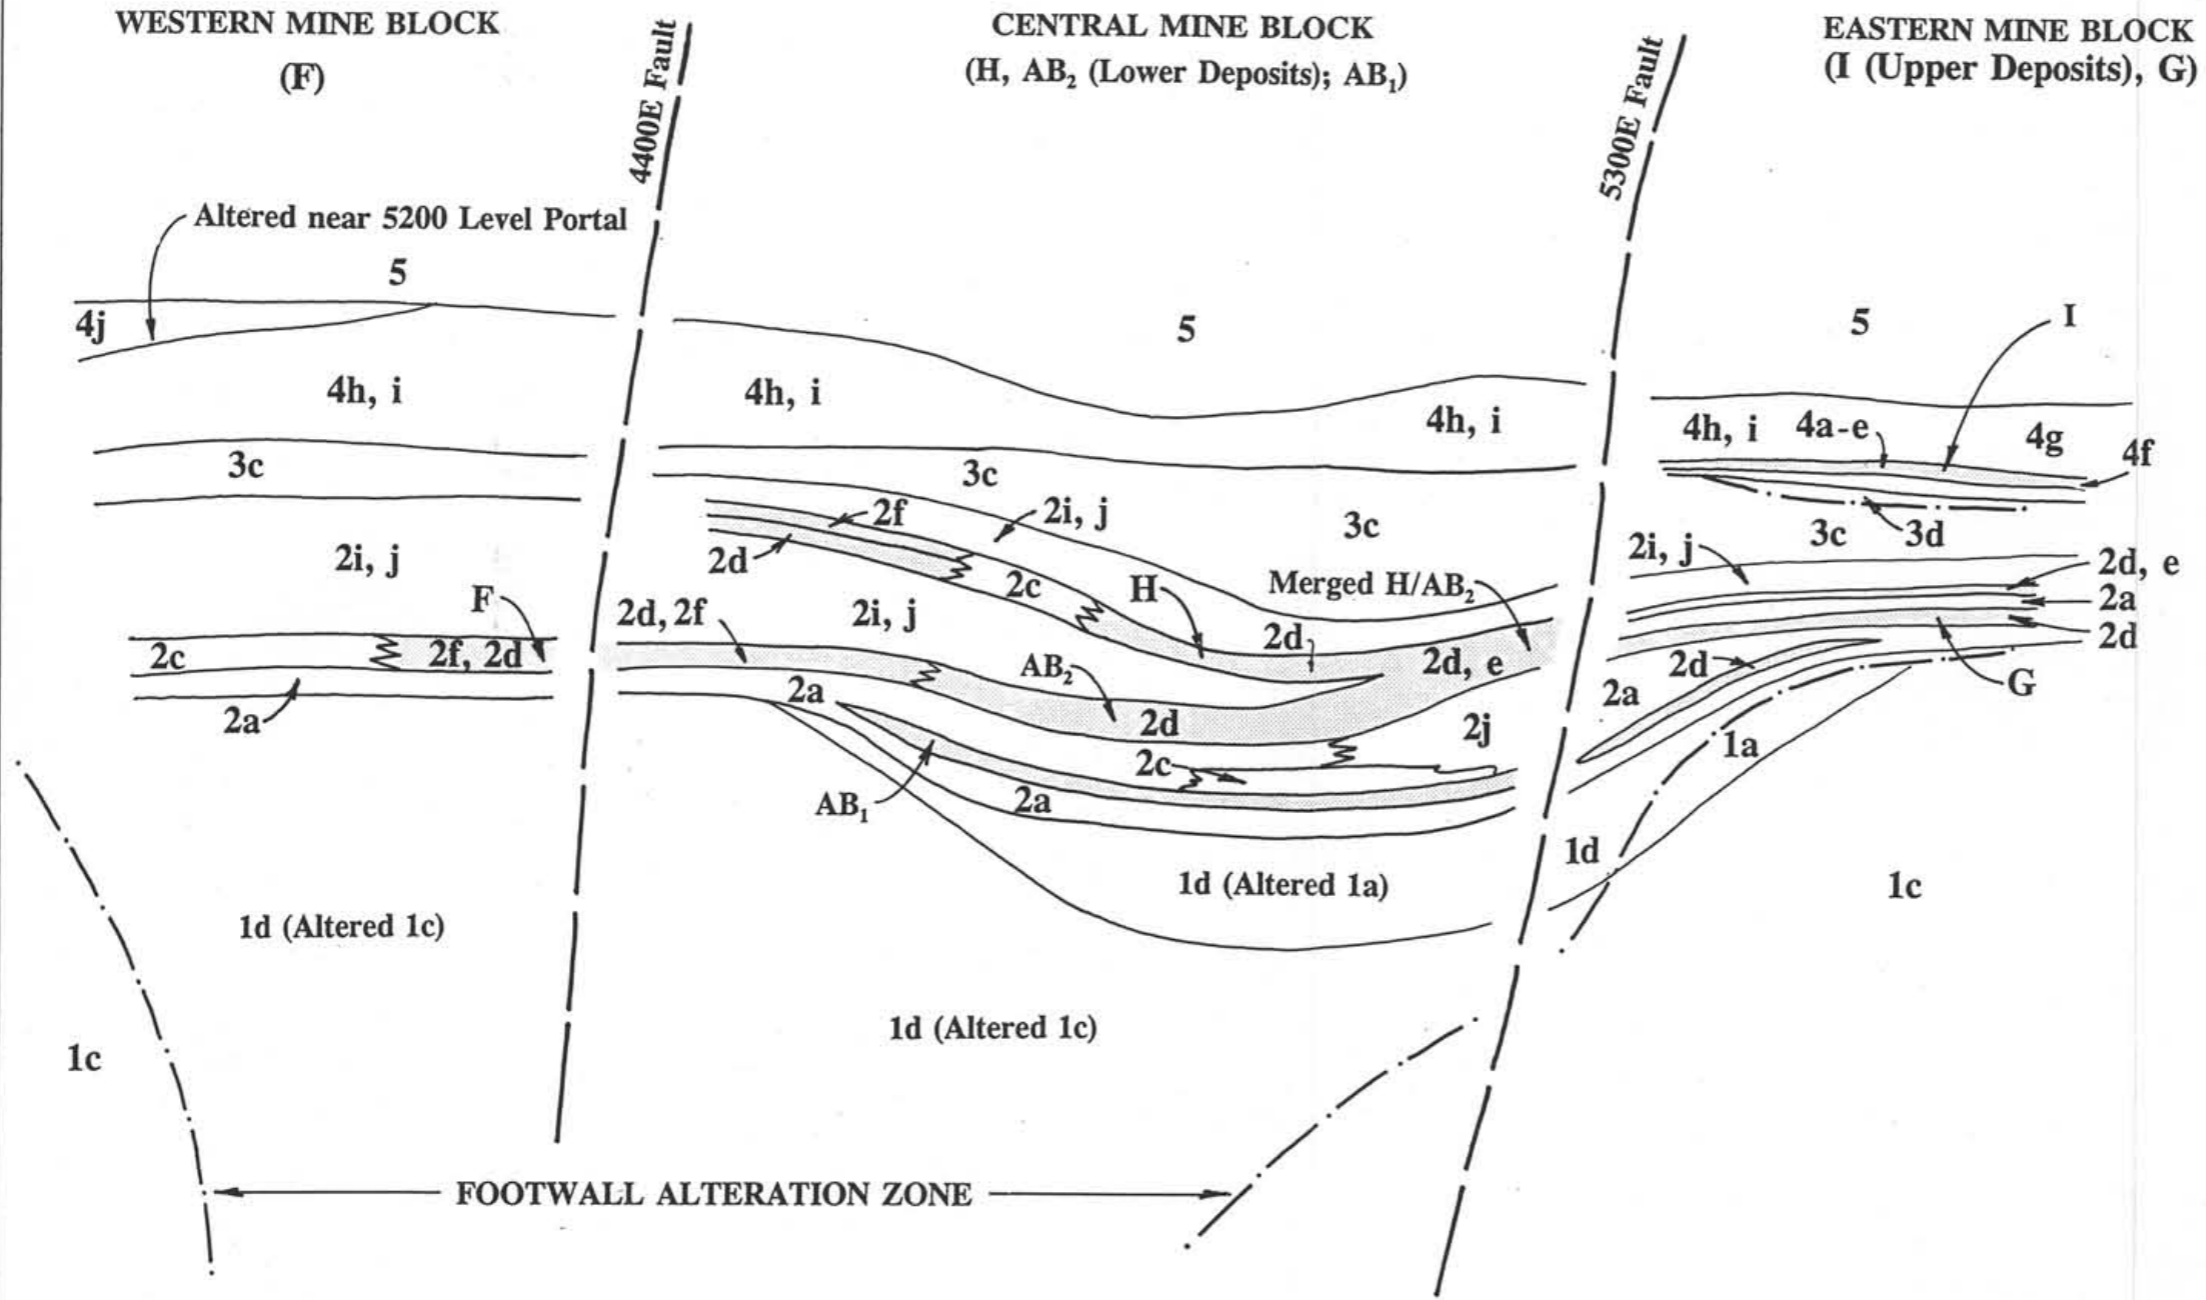 WESTERN MINE BLOCK
(F)
CENTRAL MINE BLOCK
(H, AB₂ (Lower Deposits); AB₁)
EASTERN MINE BLOCK
(I (Upper Deposits), G)
4400E Fault
5300E Fault
Altered near 5200 Level Portal
5
4j
4h, i
3c
2i, j
F
2c
2f, 2d
2a
1d (Altered 1c)
1c
5
4h, i
4h, i
3c
3c
2f
2i, j
2d
2c
H
Merged H/AB₂
2d, 2f
2i, j
2d
2d, e
AB₂
2a
2d
2j
2c
AB₁
2a
1d (Altered 1a)
1d (Altered 1c)
5
I
4h, i
4a-e
4g
4f
3c
3d
2i, j
2d, e
2a
2d
2d
G
2a
1a
1d
1c
FOOTWALL ALTERATION ZONE